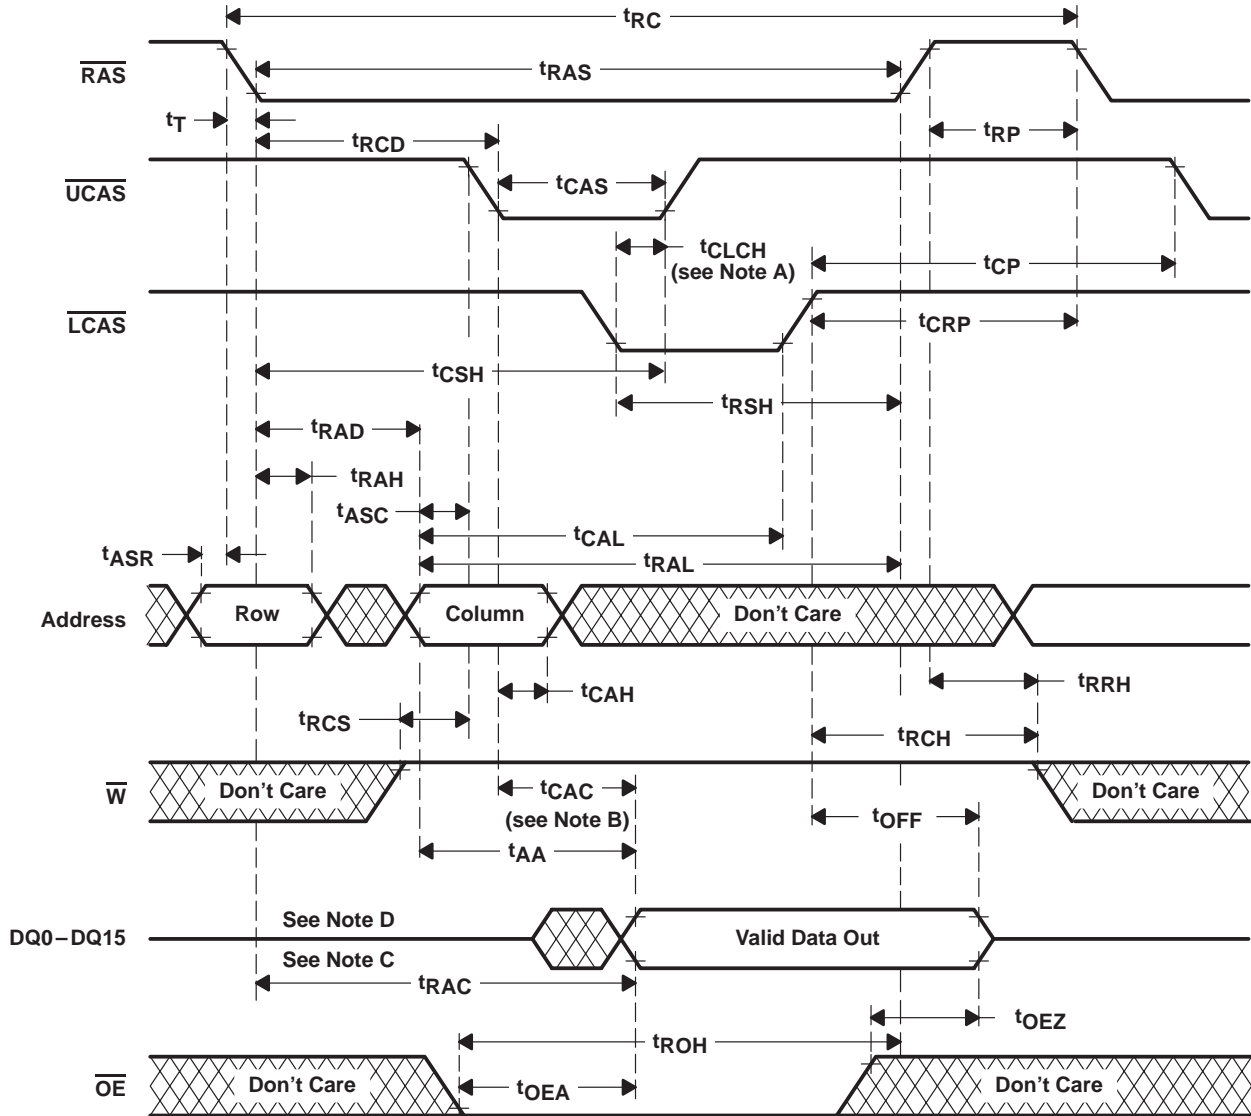 tRC
RAS
tRAS
tT
tRCD
tRP
UCAS
tCAS
tCLCH
(see Note A)
tCP
LCAS
tCRP
tCSH
tRSH
tRAD
tRAH
tASC
tCAL
tASR
tRAL
Address
Row
Column
Don't Care
tCAH
tRRH
tRCS
tRCH
W
Don't Care
Don't Care
tCAC
(see Note B)
tOFF
tAA
DQ0–DQ15
See Note D
See Note C
Valid Data Out
tRAC
tOEZ
tROH
OE
Don't Care
tOEA
Don't Care